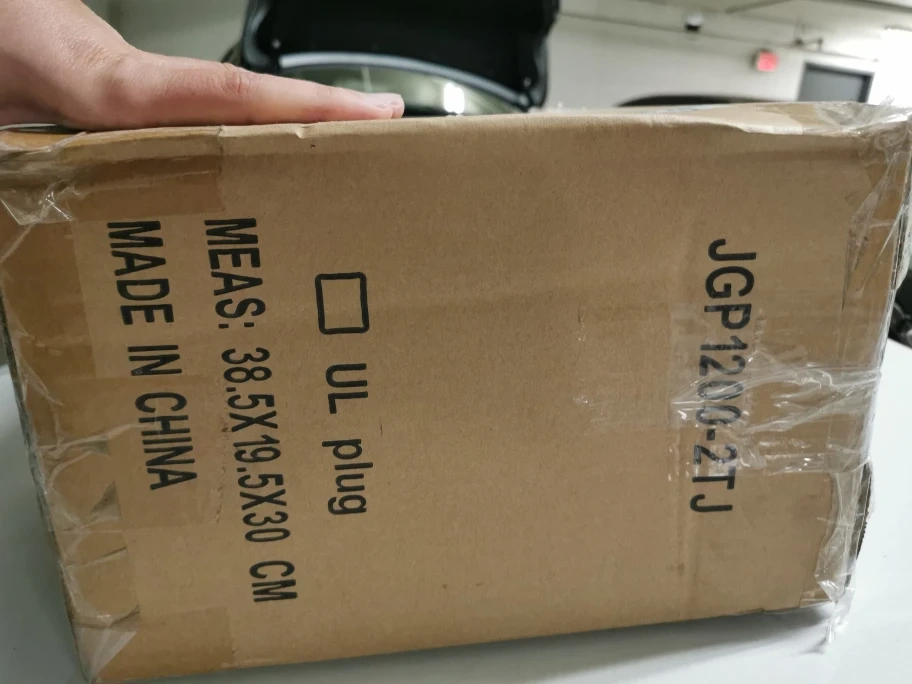 JGP1200-2TJ
☐ UL plug
MEAS: 38.5X19.5X30 CM
MADE IN CHINA